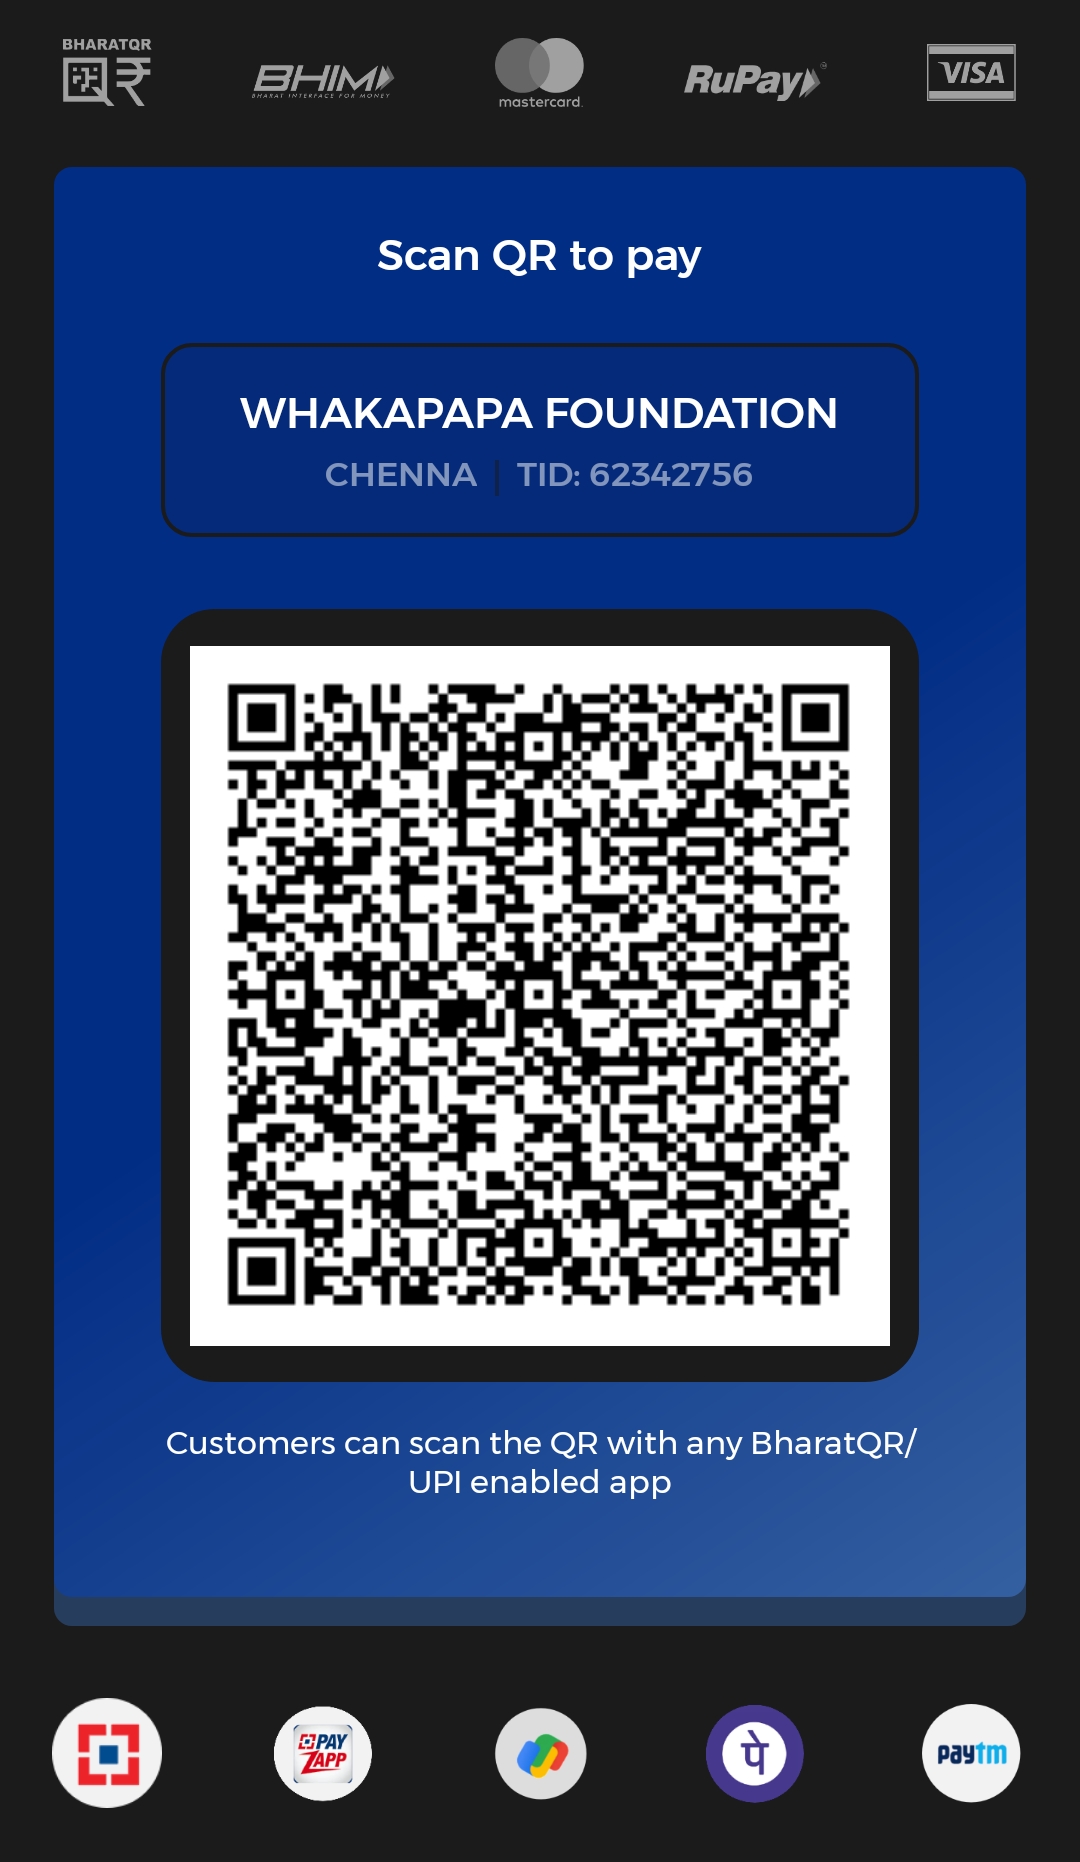 BHARATQR
BHIM
BHARAT INTERFACE FOR MONEY
mastercard.
RuPay
VISA
Scan QR to pay
WHAKAPAPA FOUNDATION
CHENNA | TID: 62342756
Customers can scan the QR with any BharatQR/
UPI enabled app
PAY
ZAPP
पे
paytm